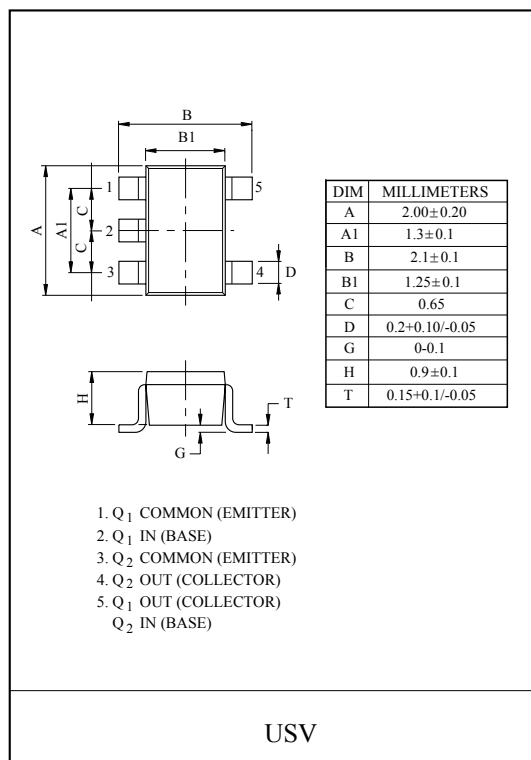 B
B1
1
5
A
A1
C
2
C
3
4
D
DIM MILLIMETERS
A 2.00±0.20
A1 1.3±0.1
B 2.1±0.1
B1 1.25±0.1
C 0.65
D 0.2+0.10/-0.05
G 0-0.1
H 0.9±0.1
T 0.15+0.1/-0.05
H
T
G
1. Q1 COMMON (EMITTER)
2. Q1 IN (BASE)
3. Q2 COMMON (EMITTER)
4. Q2 OUT (COLLECTOR)
5. Q1 OUT (COLLECTOR)
Q2 IN (BASE)
USV